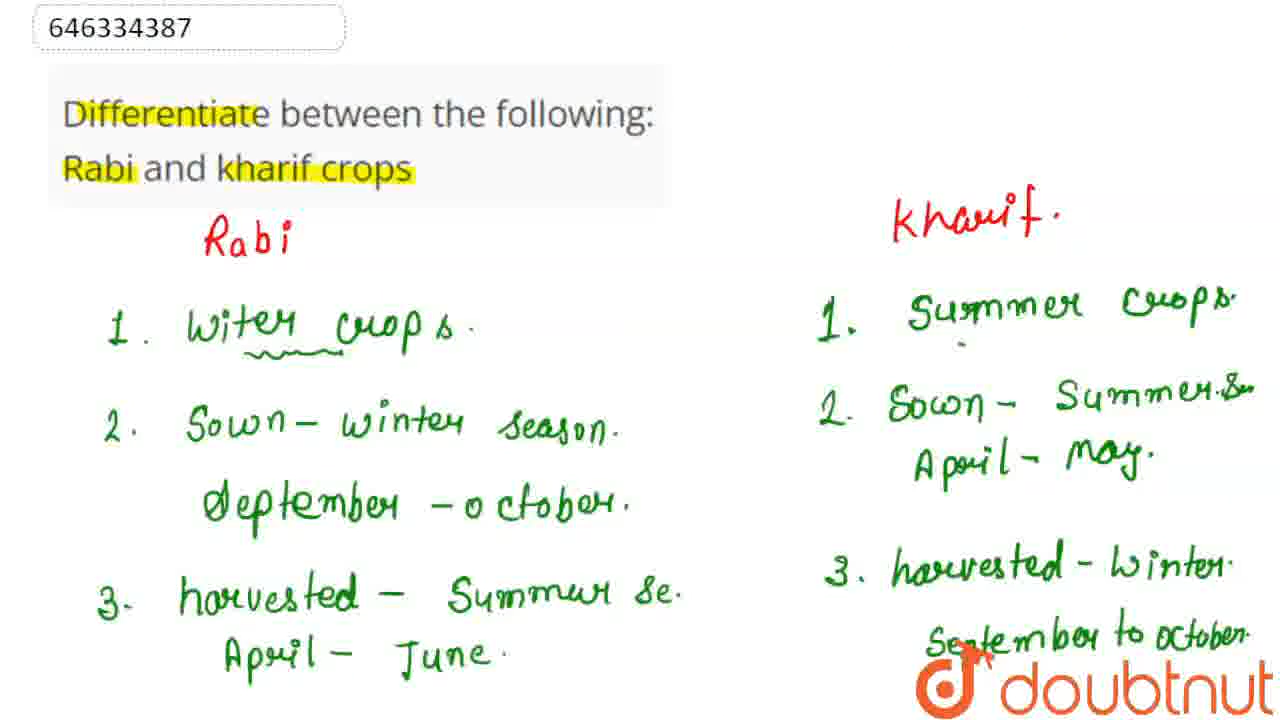 646334387
Differentiate between the following:
Rabi and kharif crops
Rabi
1. Witer crops.
2. Sown - winter season.
September - october.
3. harvested - Summer se.
April - June.
Kharif.
1. Summer crops.
2. Sown - Summer. Se
April - may.
3. harvested - Winter.
September to october.
doubtnut